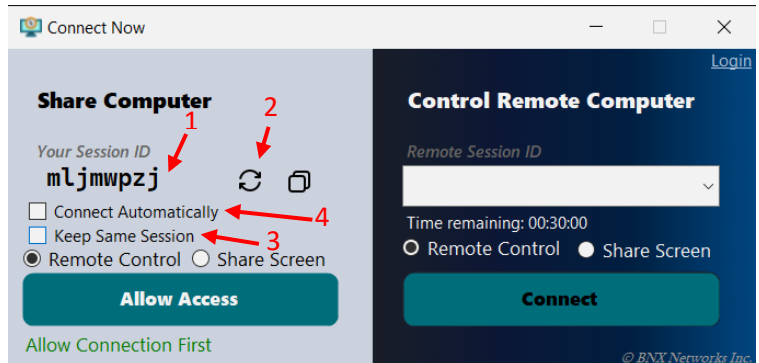 Connect Now
Login
Share Computer
2
1
Your Session ID
mljmwpzj
Connect Automatically
4
Keep Same Session
3
Remote Control Share Screen
Allow Access
Allow Connection First
Control Remote Computer
Remote Session ID
Time remaining: 00:30:00
Remote Control Share Screen
Connect
© BNX Networks Inc.